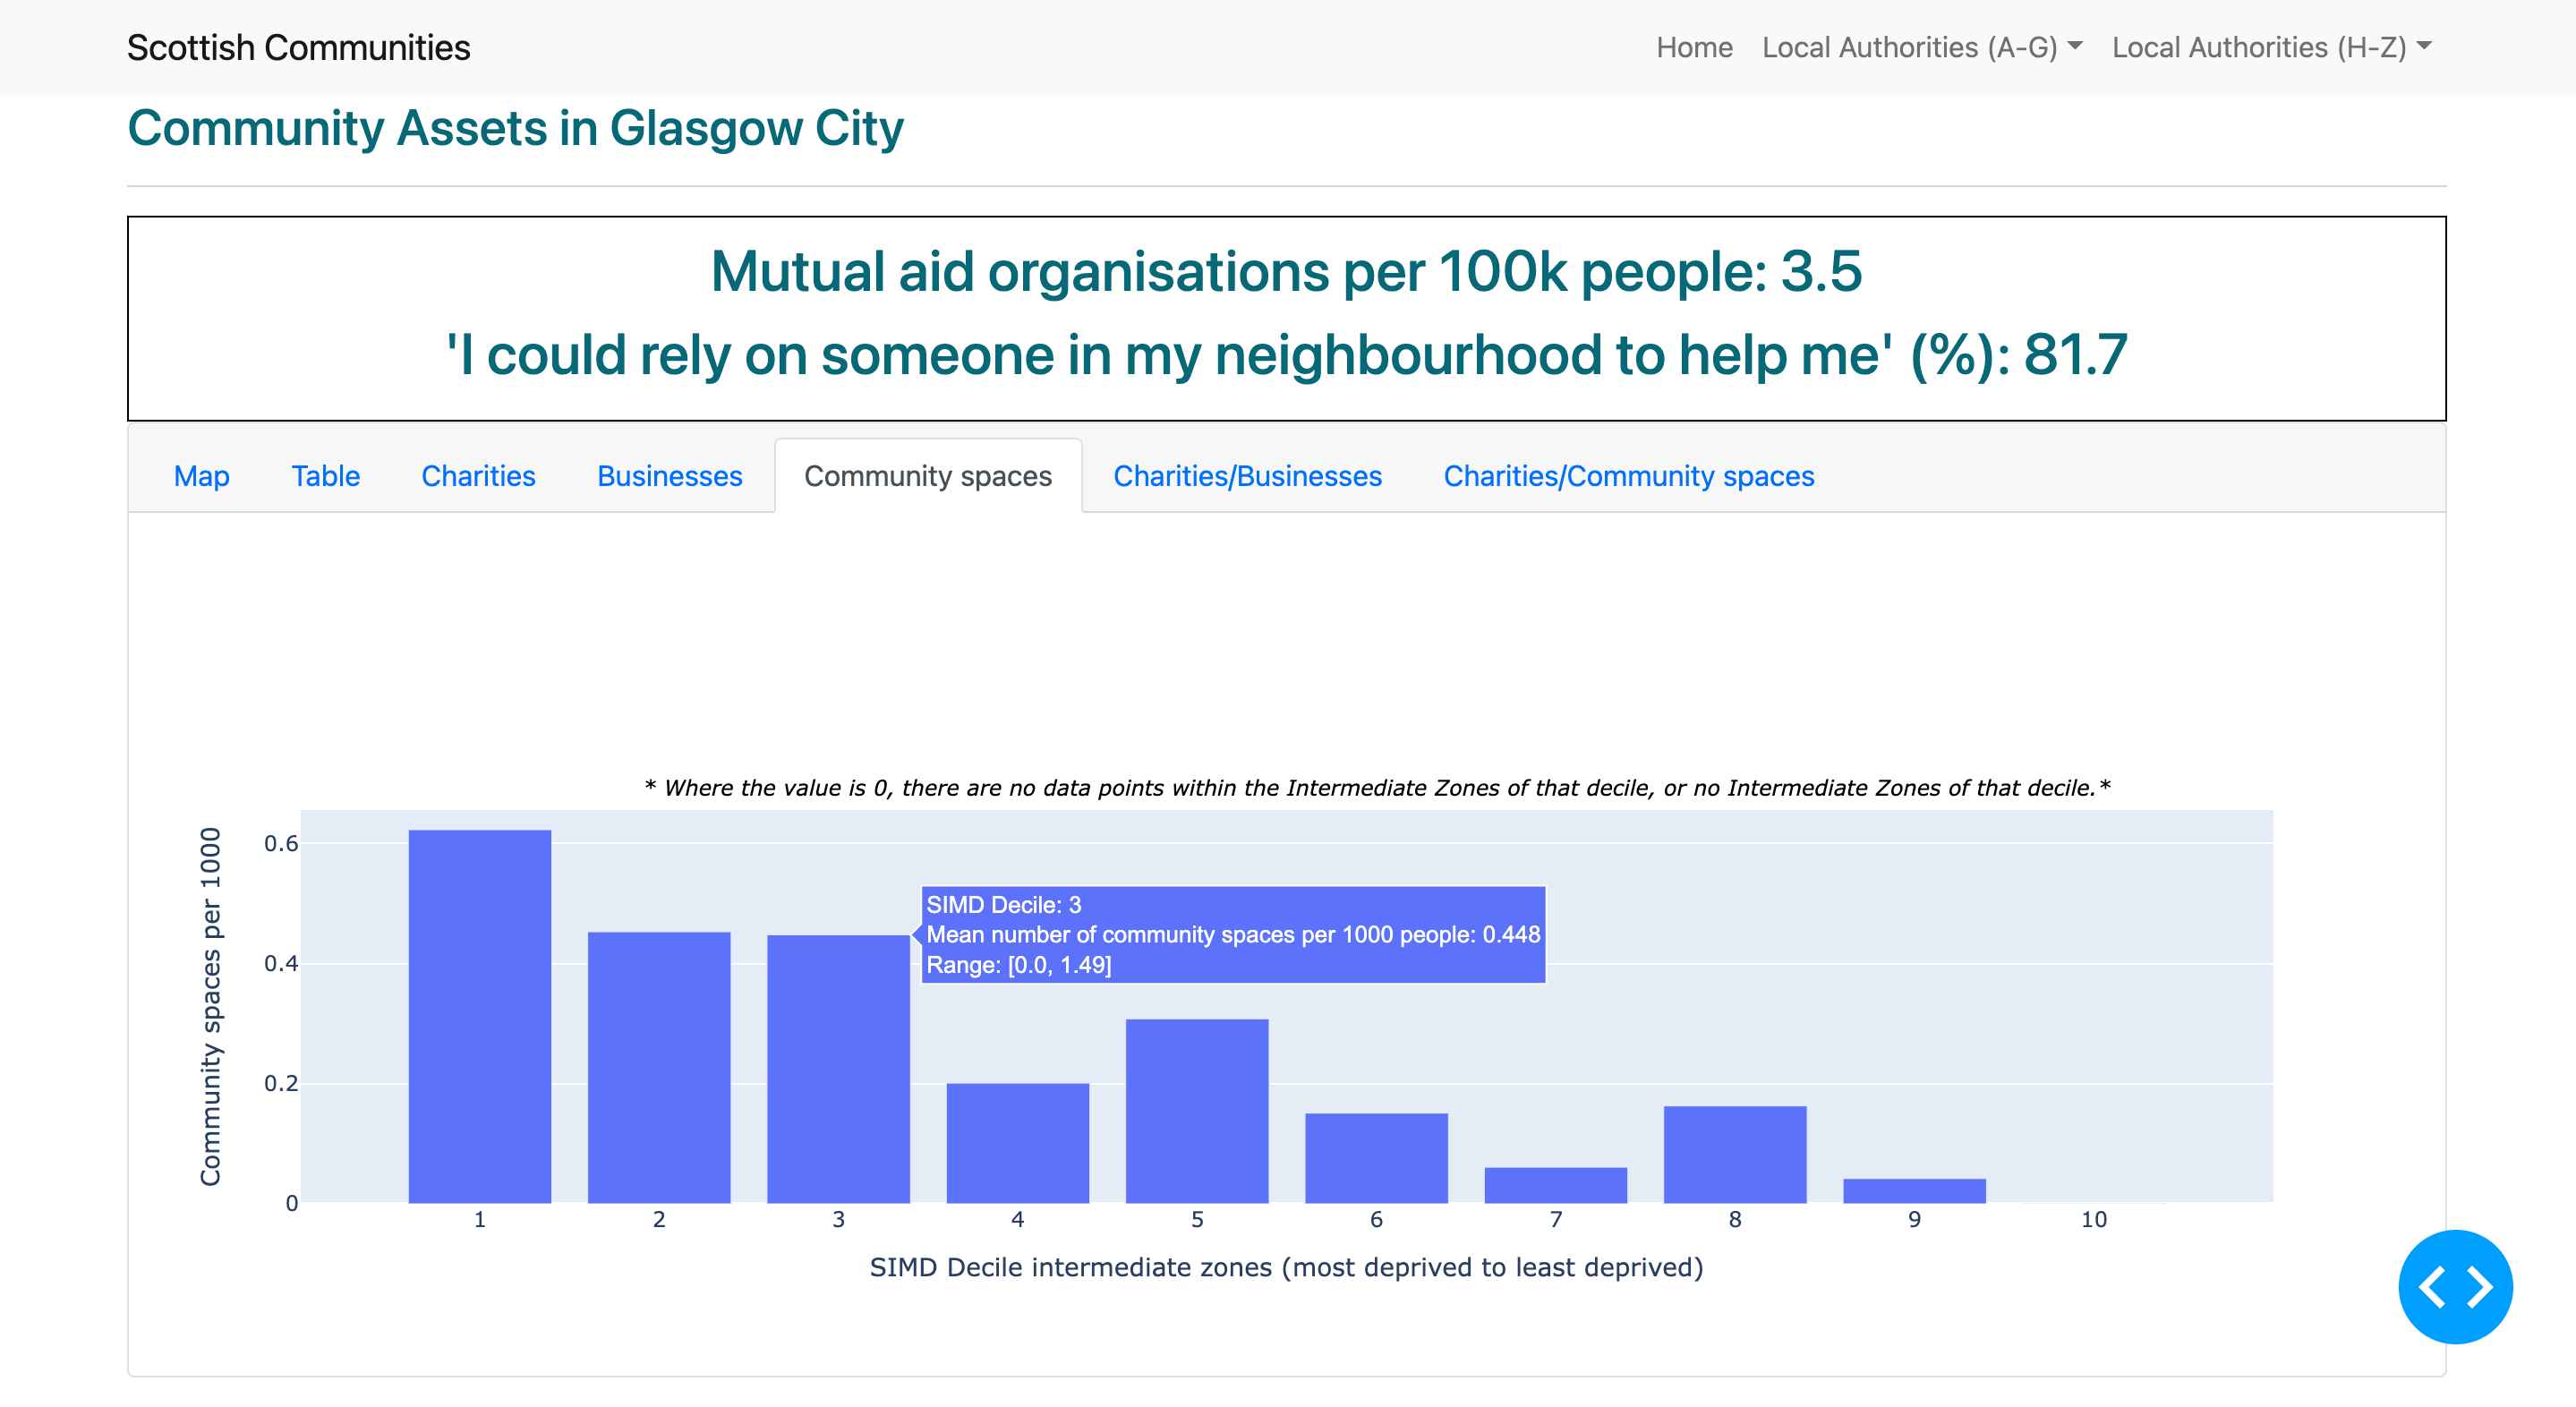 Scottish Communities
Home Local Authorities (A-G) Local Authorities (H-Z)
Community Assets in Glasgow City
Mutual aid organisations per 100k people: 3.5
'I could rely on someone in my neighbourhood to help me' (%): 81.7
Map Table Charities Businesses Community spaces Charities/Businesses Charities/Community spaces
* Where the value is 0, there are no data points within the Intermediate Zones of that decile, or no Intermediate Zones of that decile.*
Community spaces per 1000
0.6
0.4
0.2
0
SIMD Decile: 3
Mean number of community spaces per 1000 people: 0.448
Range: [0.0, 1.49]
1 2 3 4 5 6 7 8 9 10
SIMD Decile intermediate zones (most deprived to least deprived)